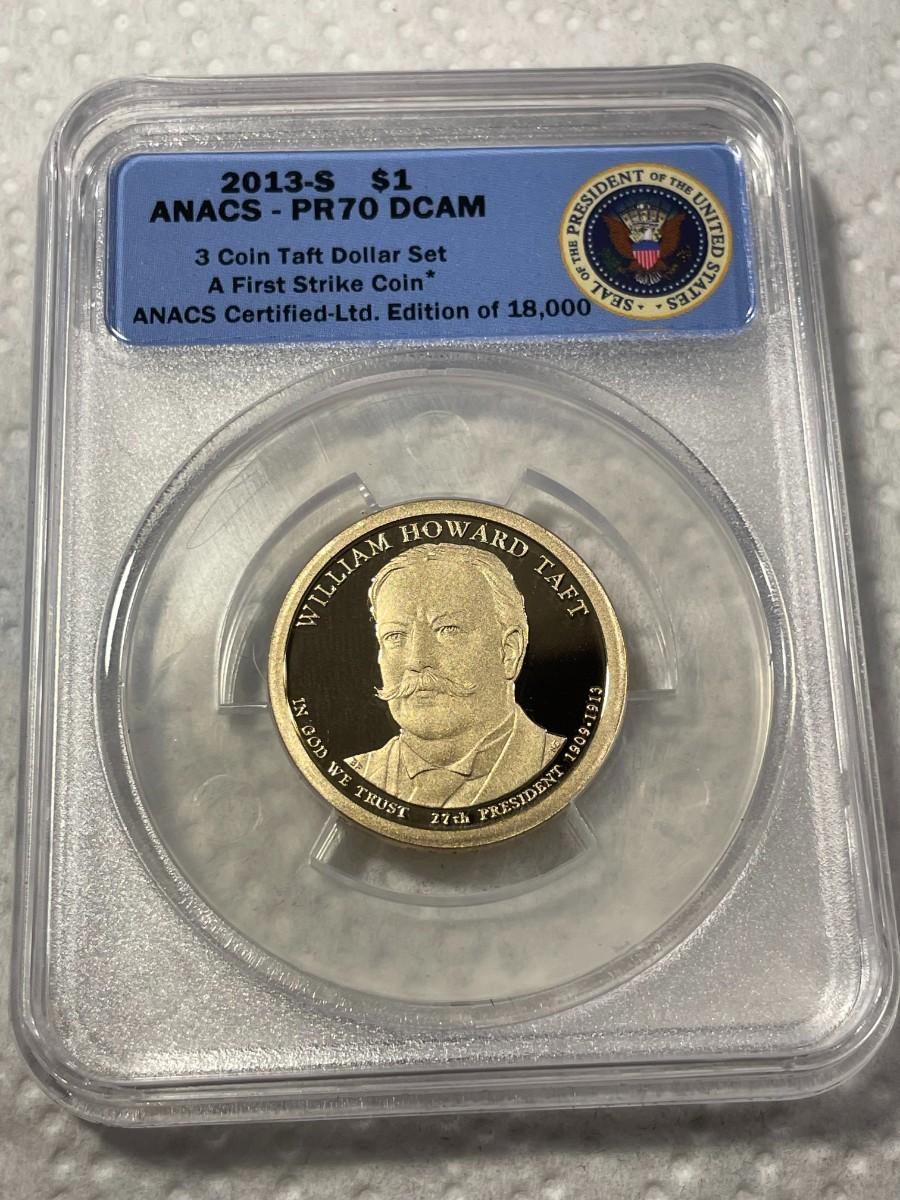 2013-S $1
ANACS - PR70 DCAM
3 Coin Taft Dollar Set
A First Strike Coin*
ANACS Certified-Ltd. Edition of 18,000
SEAL OF THE PRESIDENT OF THE UNITED STATES
WILLIAM HOWARD TAFT
IN GOD WE TRUST 27th PRESIDENT 1909·1913